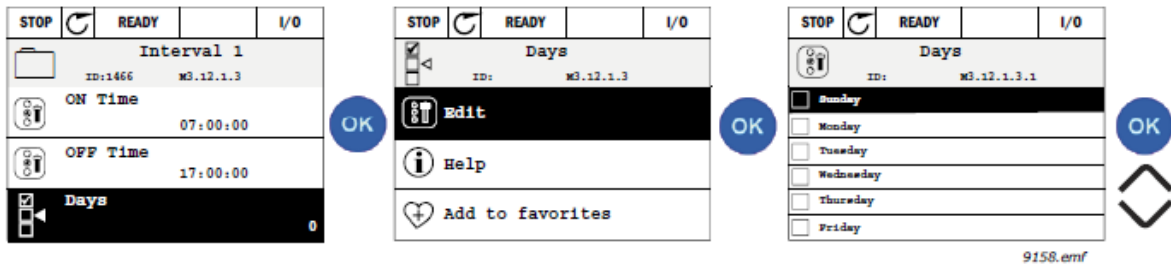 STOP READY I/O
Interval 1
ID:1466 M3.12.1.3
ON Time
07:00:00
OFF Time
17:00:00
Days
0
OK
STOP READY I/O
Days
ID: M3.12.1.3
Edit
Help
Add to favorites
OK
STOP READY I/O
Days
ID: M3.12.1.3.1
Sunday
Monday
Tuesday
Wednesday
Thursday
Friday
OK
9158.emf